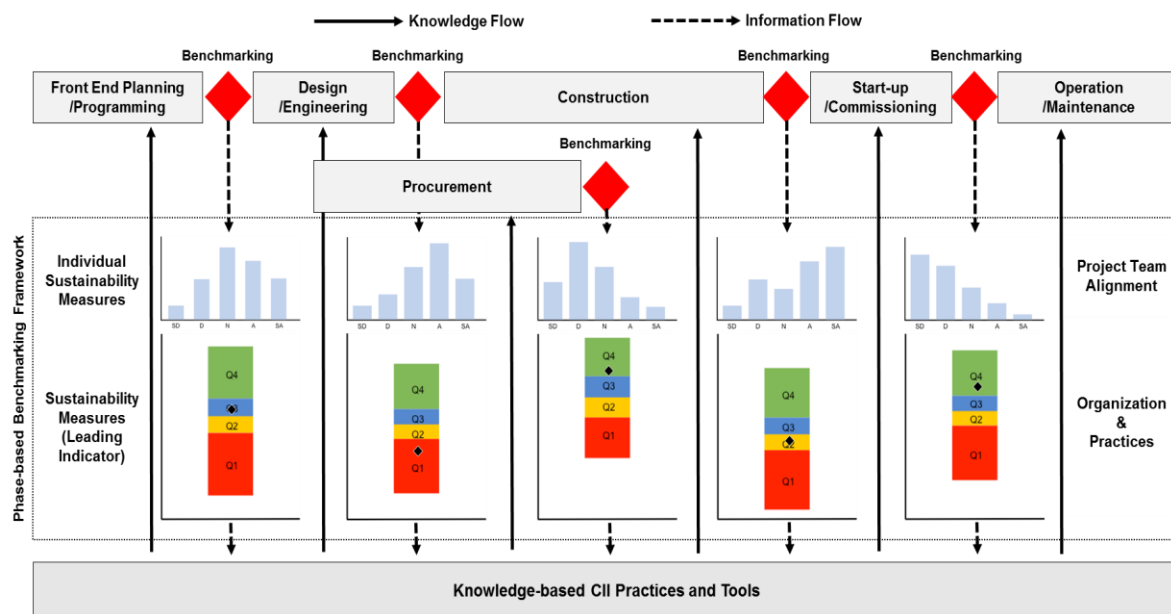 Knowledge Flow
Information Flow
Benchmarking
Benchmarking
Benchmarking
Benchmarking
Front End Planning
/Programming
Design
/Engineering
Construction
Start-up
/Commissioning
Operation
/Maintenance
Benchmarking
Procurement
Phase-based Benchmarking Framework
Individual
Sustainability
Measures
SD D N A SA
SD D N A SA
SD D N A SA
SD D N A SA
SD D N A SA
Project Team
Alignment
Sustainability
Measures
(Leading
Indicator)
Q4
Q3
Q2
Q1
Q4
Q3
Q2
Q1
Q4
Q3
Q2
Q1
Q4
Q3
Q2
Q1
Q4
Q3
Q2
Q1
Organization
&
Practices
Knowledge-based CII Practices and Tools